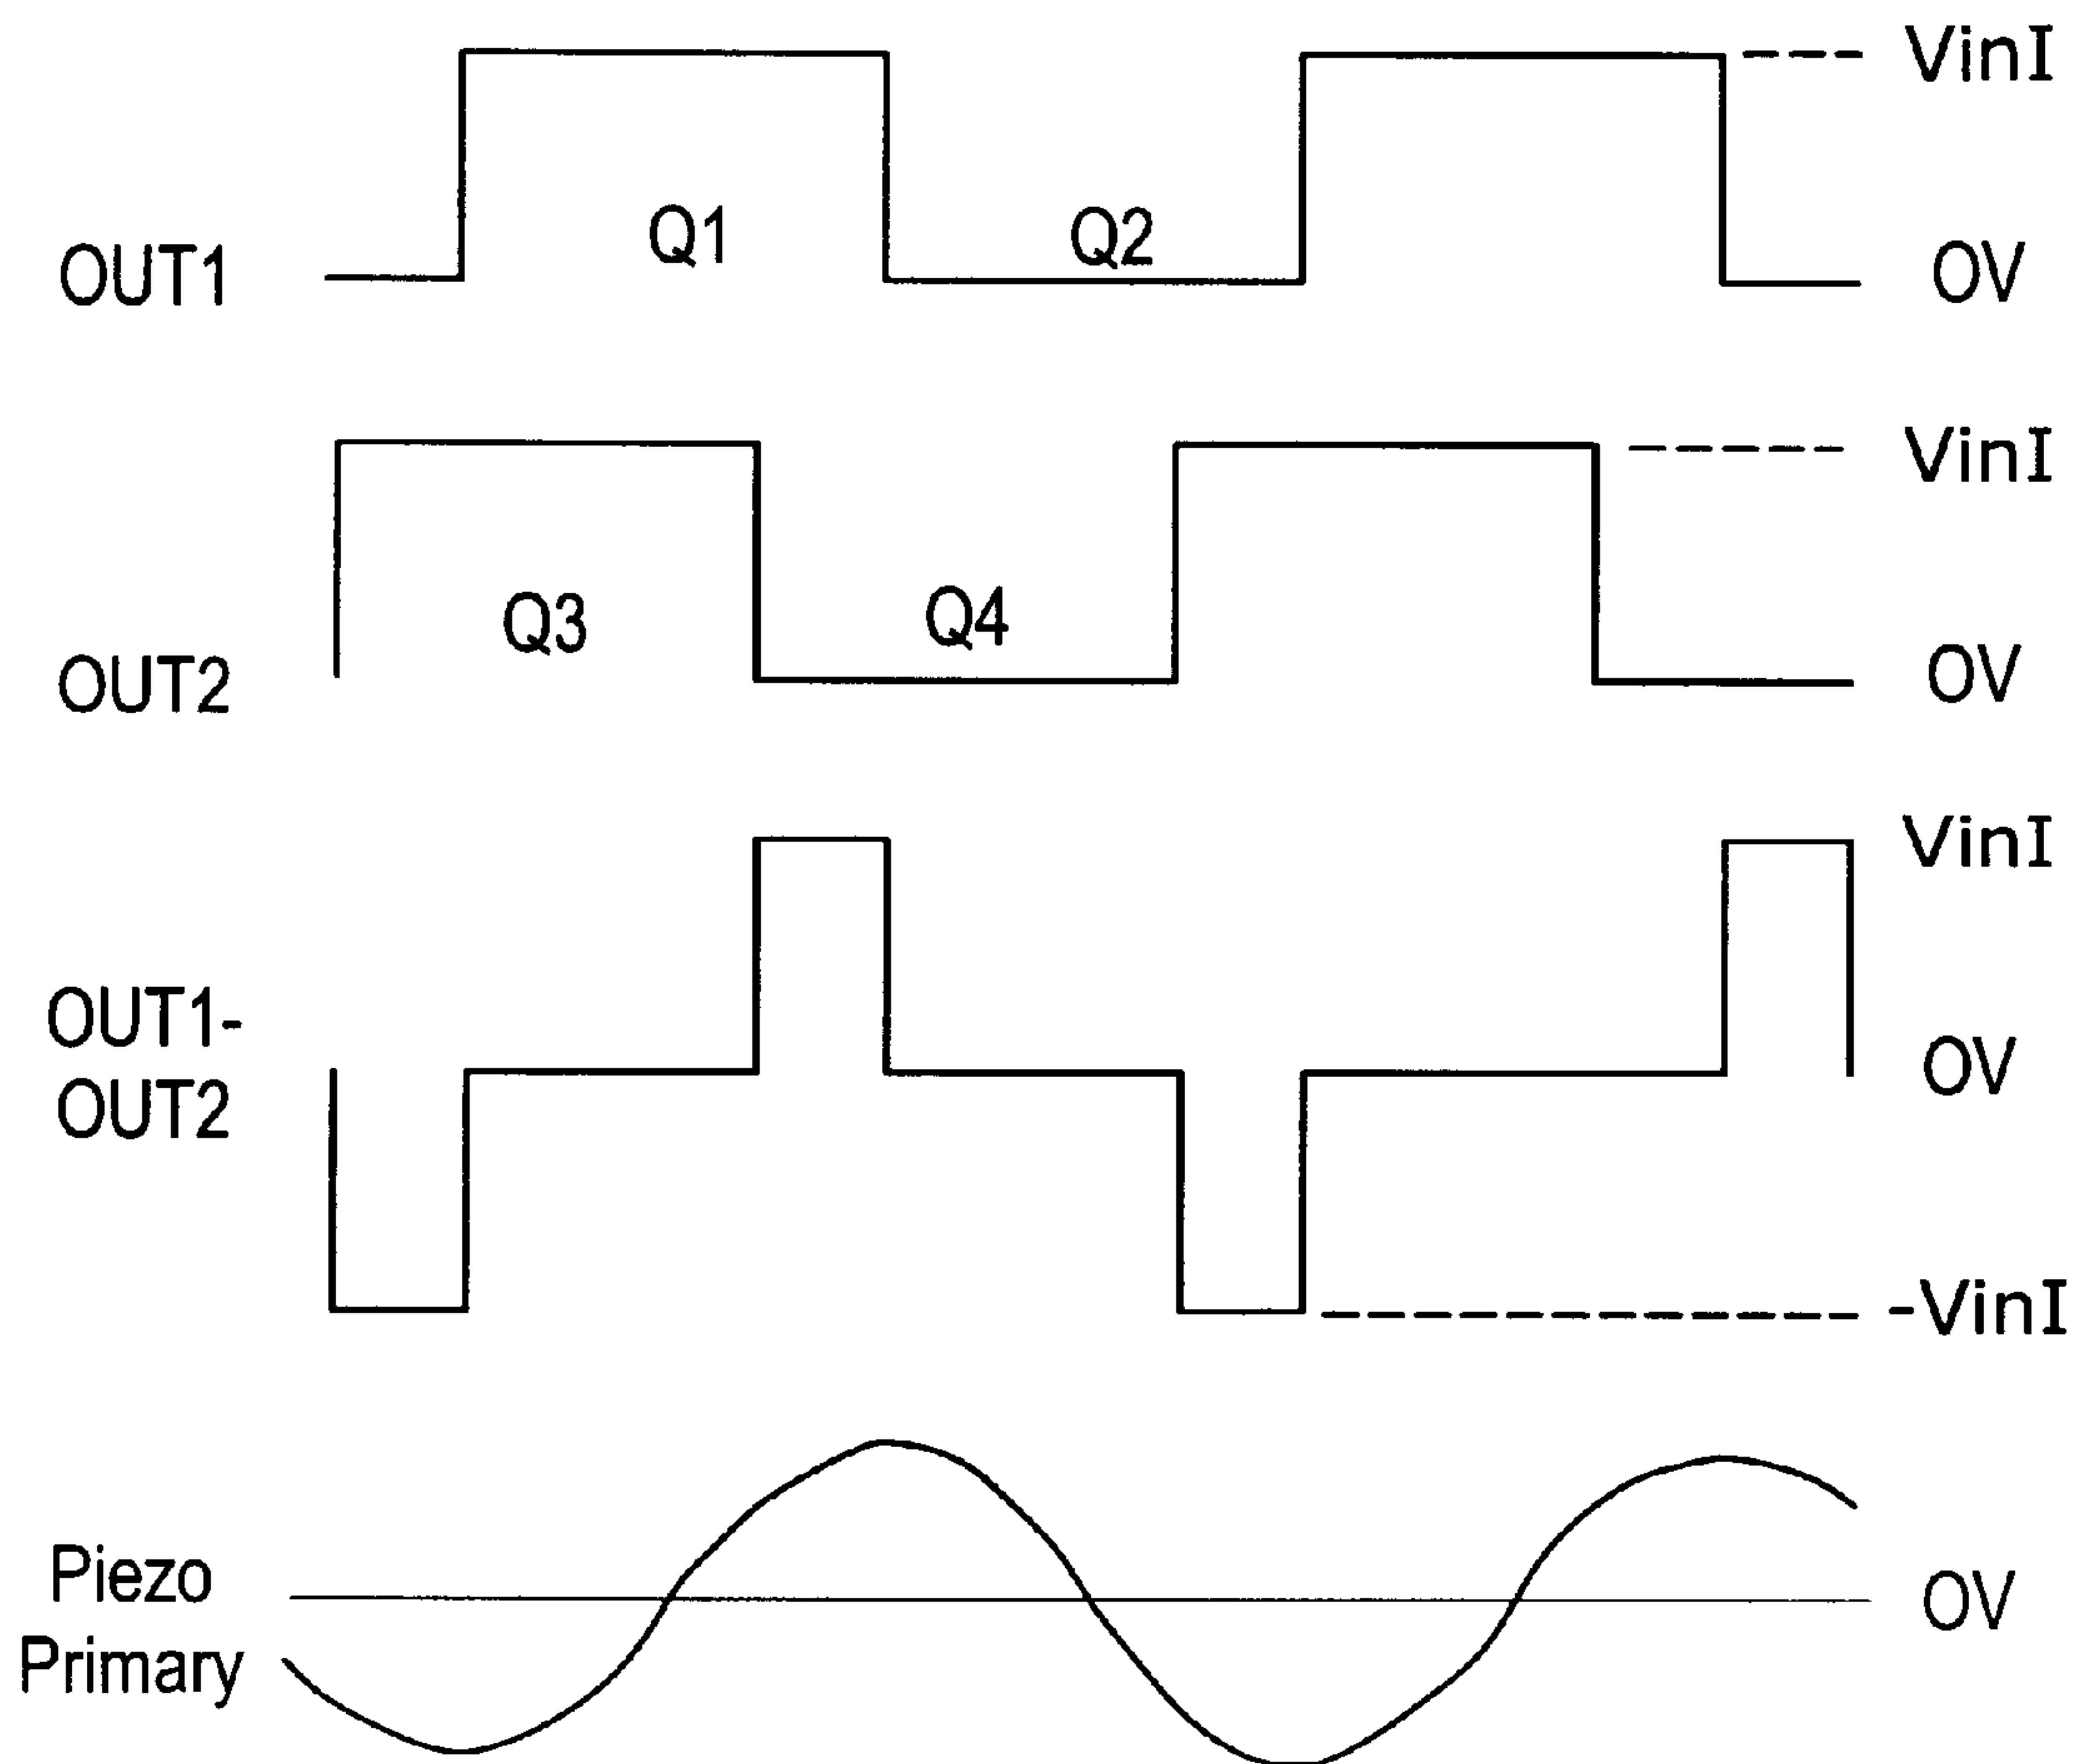 VinI
Q1
Q2
OUT1
OV
VinI
Q3
Q4
OUT2
OV
VinI
OUT1-
OUT2
OV
-VinI
Piezo
Primary
OV